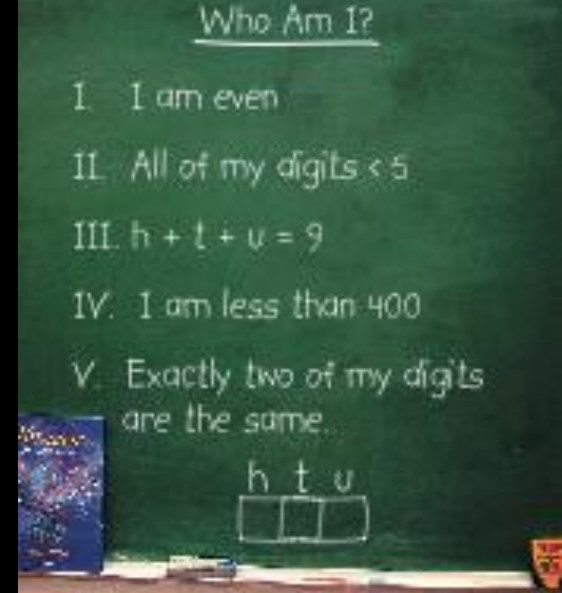 Who Am I?
I. I am even
II. All of my digits < 5
III. h + t + u = 9
IV. I am less than 400
V. Exactly two of my digits
are the same.
h t u